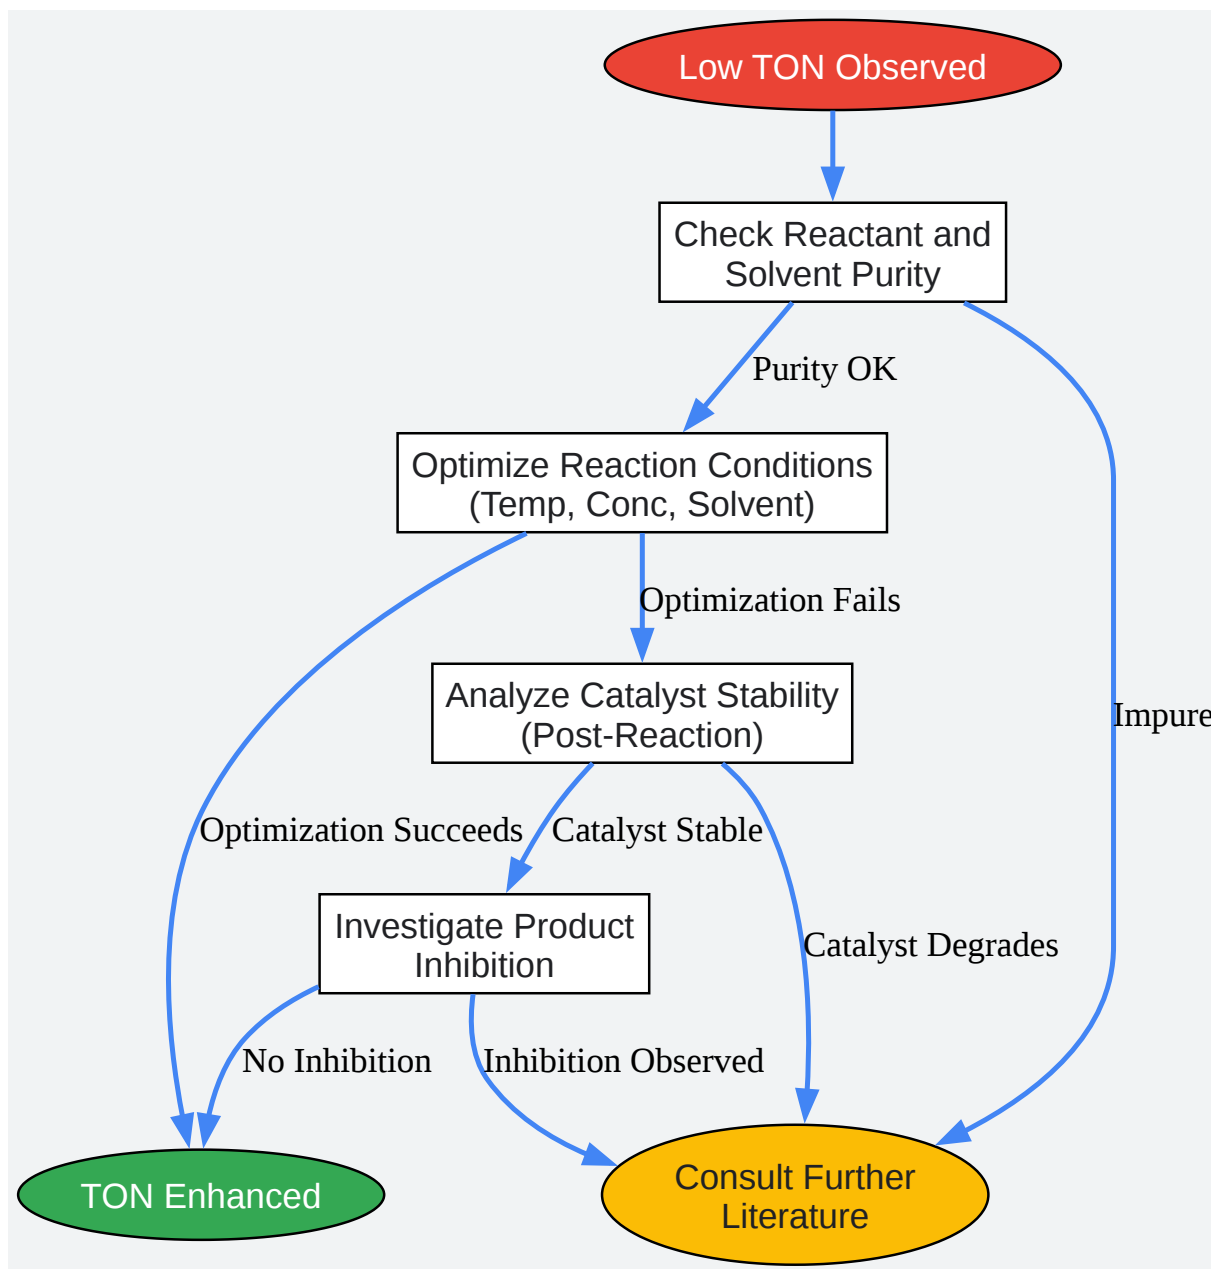 Low TON Observed
Check Reactant and
Solvent Purity
Purity OK
Optimize Reaction Conditions
(Temp, Conc, Solvent)
Optimization Fails
Analyze Catalyst Stability
(Post-Reaction)
Impure
Optimization Succeeds
Catalyst Stable
Investigate Product
Inhibition
Catalyst Degrades
No Inhibition
Inhibition Observed
TON Enhanced
Consult Further
Literature